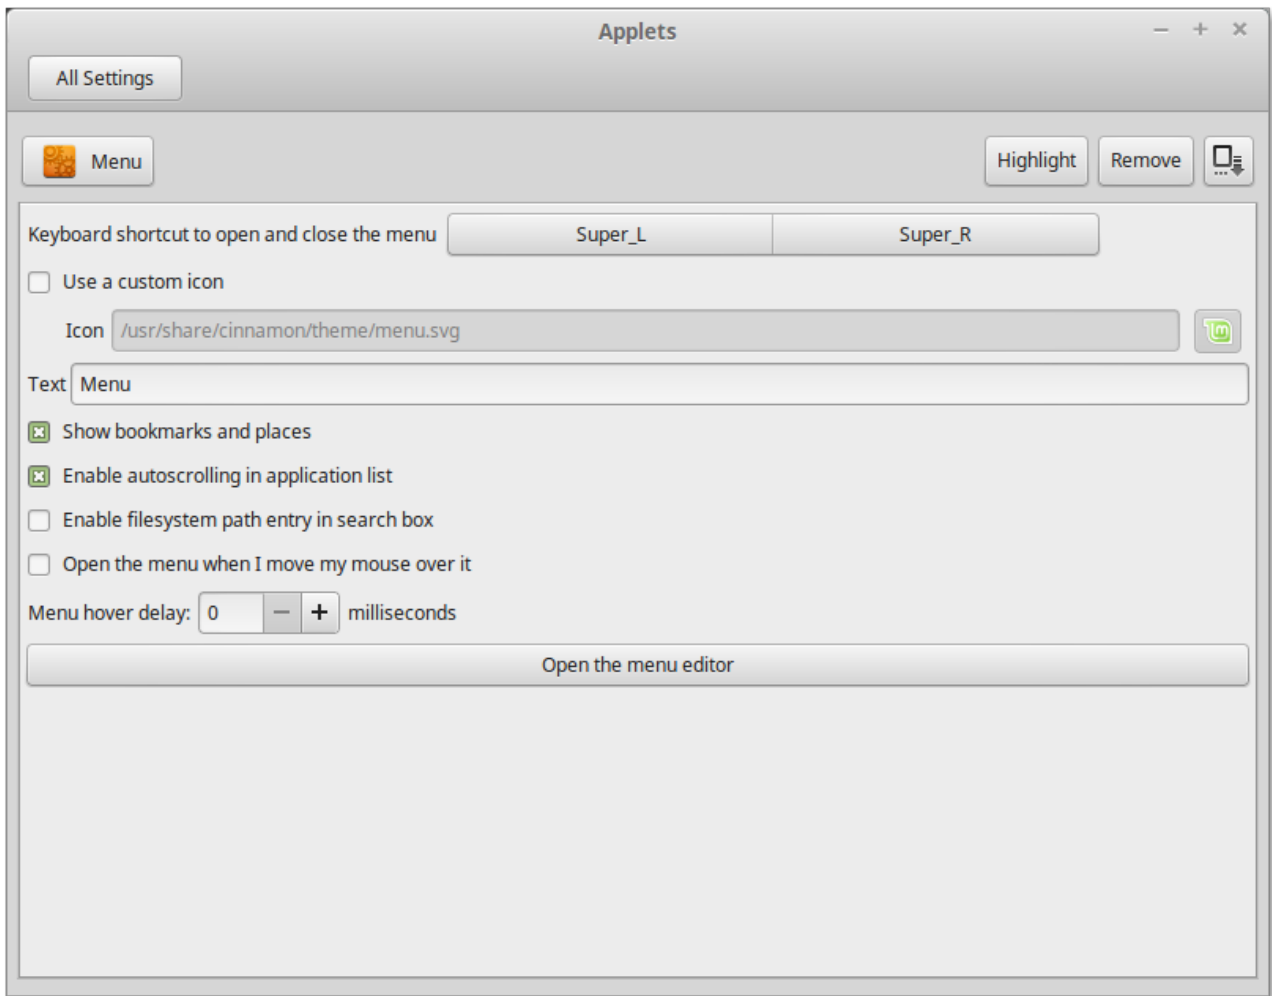 Applets
All Settings
Menu Highlight Remove
Keyboard shortcut to open and close the menu Super_L Super_R
Use a custom icon
Icon /usr/share/cinnamon/theme/menu.svg
Text Menu
Show bookmarks and places
Enable autoscrolling in application list
Enable filesystem path entry in search box
Open the menu when I move my mouse over it
Menu hover delay: 0 milliseconds
Open the menu editor